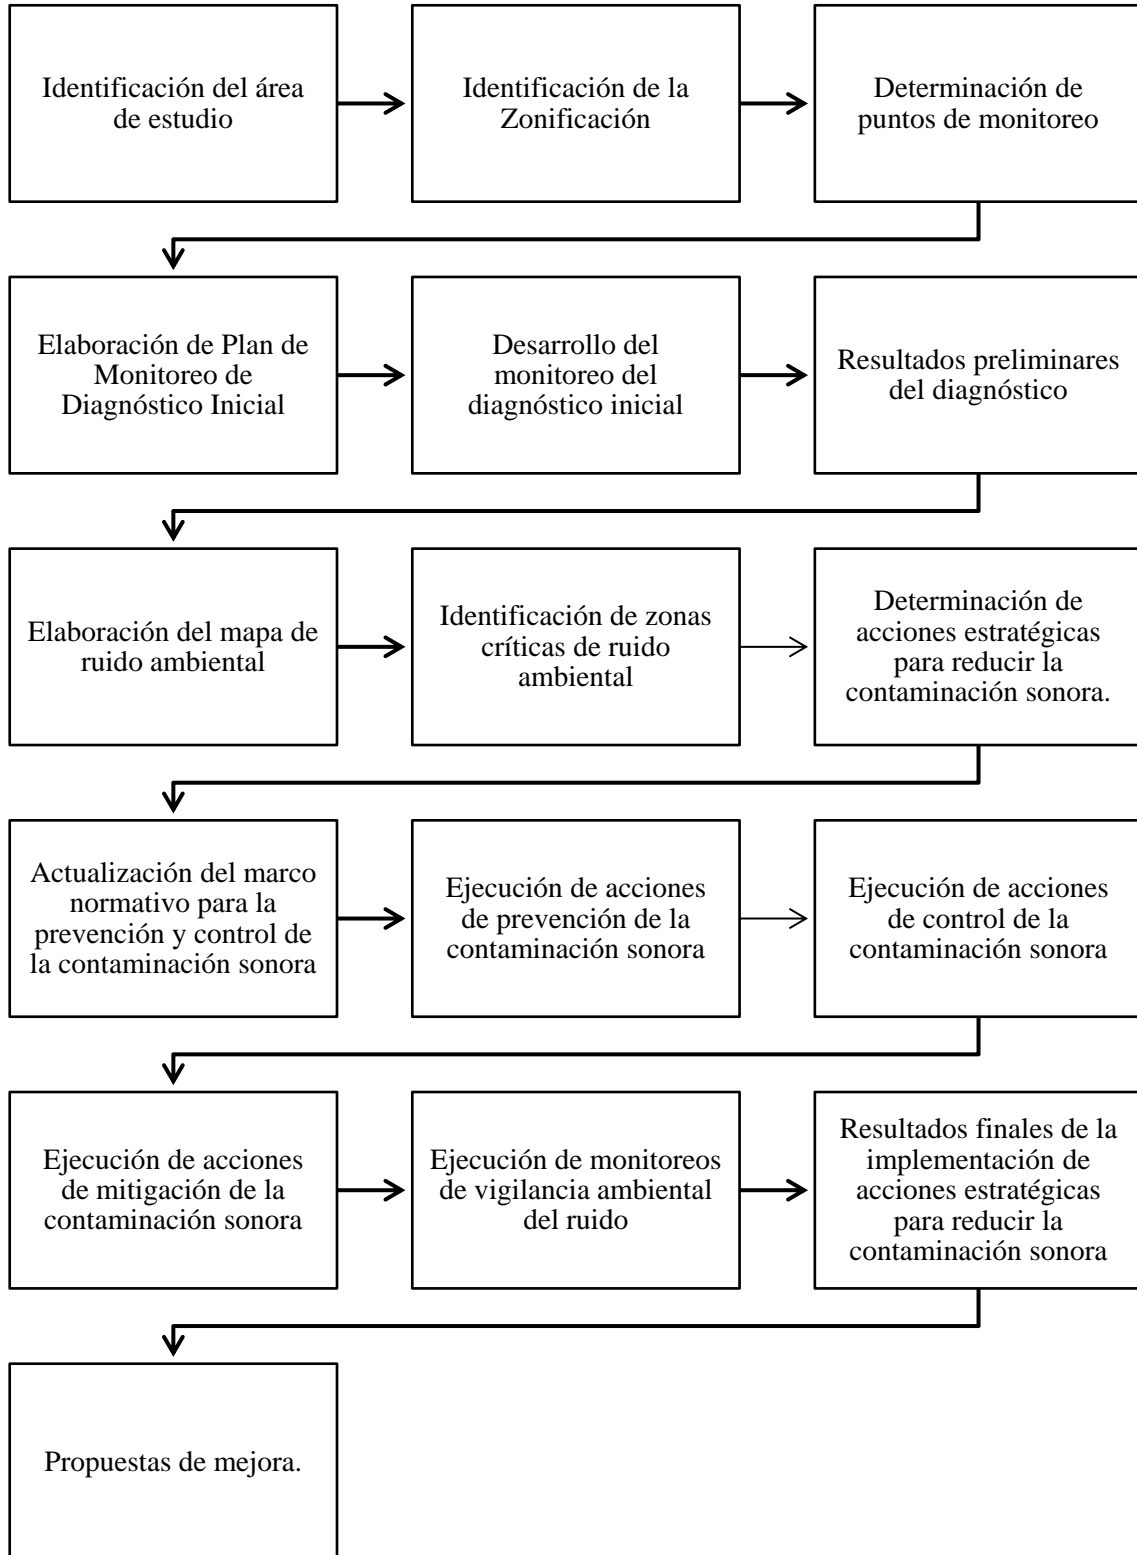 Identificación del área
de estudio
Identificación de la
Zonificación
Determinación de
puntos de monitoreo
Elaboración de Plan de
Monitoreo de
Diagnóstico Inicial
Desarrollo del
monitoreo del
diagnóstico inicial
Resultados preliminares
del diagnóstico
Elaboración del mapa de
ruido ambiental
Identificación de zonas
críticas de ruido
ambiental
Determinación de
acciones estratégicas
para reducir la
contaminación sonora.
Actualización del marco
normativo para la
prevención y control de
la contaminación sonora
Ejecución de acciones
de prevención de la
contaminación sonora
Ejecución de acciones
de control de la
contaminación sonora
Ejecución de acciones
de mitigación de la
contaminación sonora
Ejecución de monitoreos
de vigilancia ambiental
del ruido
Resultados finales de la
implementación de
acciones estratégicas
para reducir la
contaminación sonora
Propuestas de mejora.